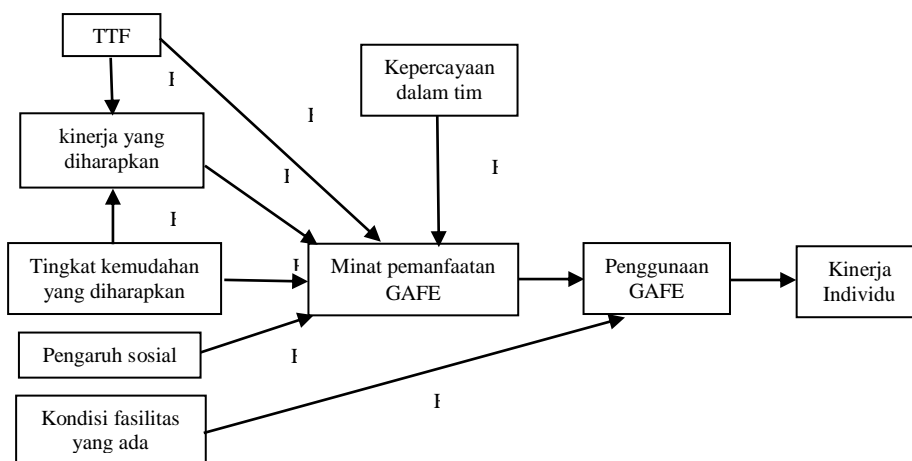 TTF
Kepercayaan
dalam tim
kinerja yang
diharapkan
Tingkat kemudahan
yang diharapkan
Minat pemanfaatan
GAFE
Penggunaan
GAFE
Kinerja
Individu
Pengaruh sosial
Kondisi fasilitas
yang ada